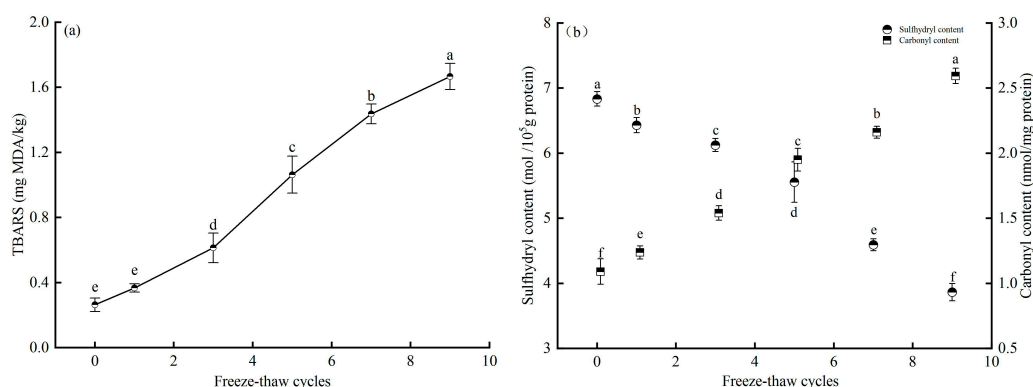 (a)
TBARS (mg MDA/kg)
2.0
1.6
1.2
0.8
0.4
0.0
e
e
d
c
b
a
0 2 4 6 8 10
Freeze-thaw cycles
(b)
Sulfhydryl content
Carbonyl content
Sulfhydryl content (mol /10⁵g protein)
8
7
6
5
4
3
a
b
c
d
e
f
f
e
d
c
b
a
3.0
2.5
2.0
1.5
1.0
0.5
Carbonyl content (nmol/mg protein)
0 2 4 6 8 10
Freeze-thaw cycles